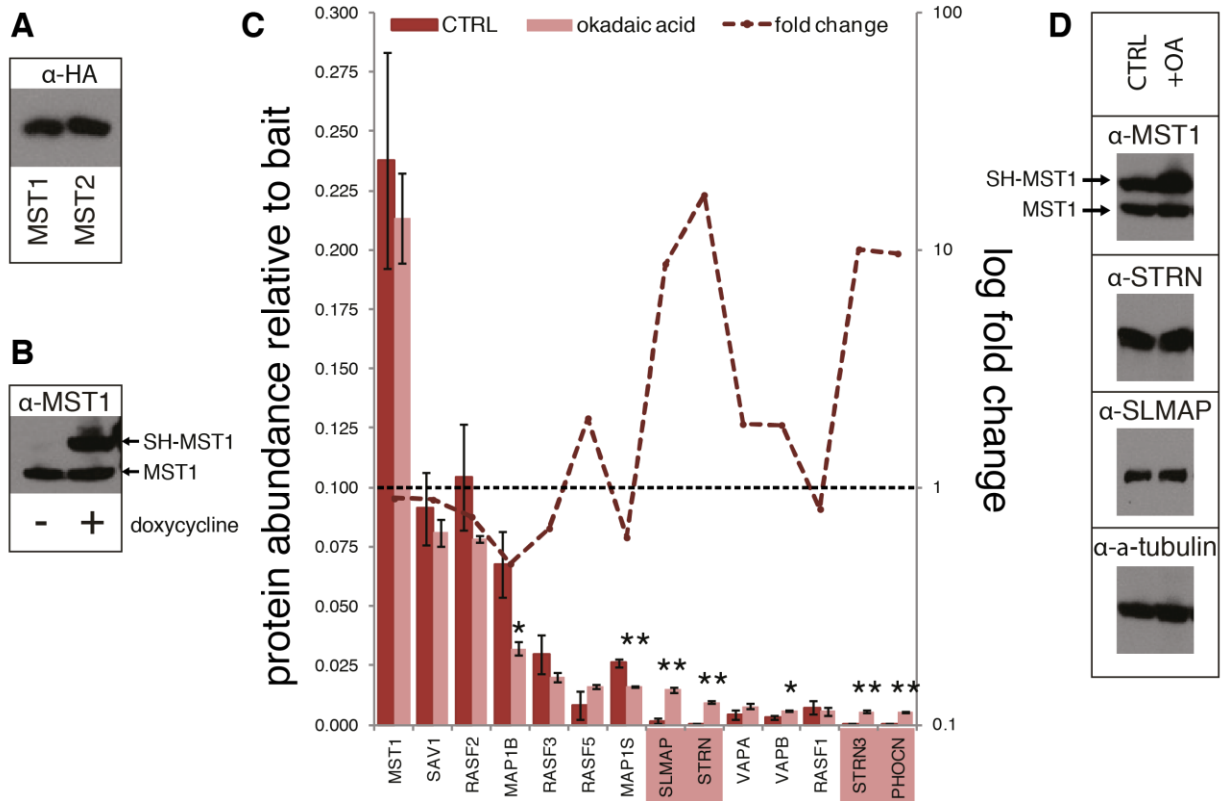 A
α-HA
MST1
MST2
B
α-MST1
SH-MST1
MST1
- + doxycycline
C
CTRL okadaic acid fold change
protein abundance relative to bait
0.300
0.275
0.250
0.225
0.200
0.175
0.150
0.125
0.100
0.075
0.050
0.025
0.000
* ** ** ** * ** **
100
10
1
0.1
log fold change
MST1
SAV1
RASF2
MAP1B
RASF3
RASF5
MAP1S
SLMAP
STRN
VAPA
VAPB
RASF1
STRN3
PHOCN
D
CTRL
+OA
α-MST1
SH-MST1
MST1
α-STRN
α-SLMAP
α-a-tubulin